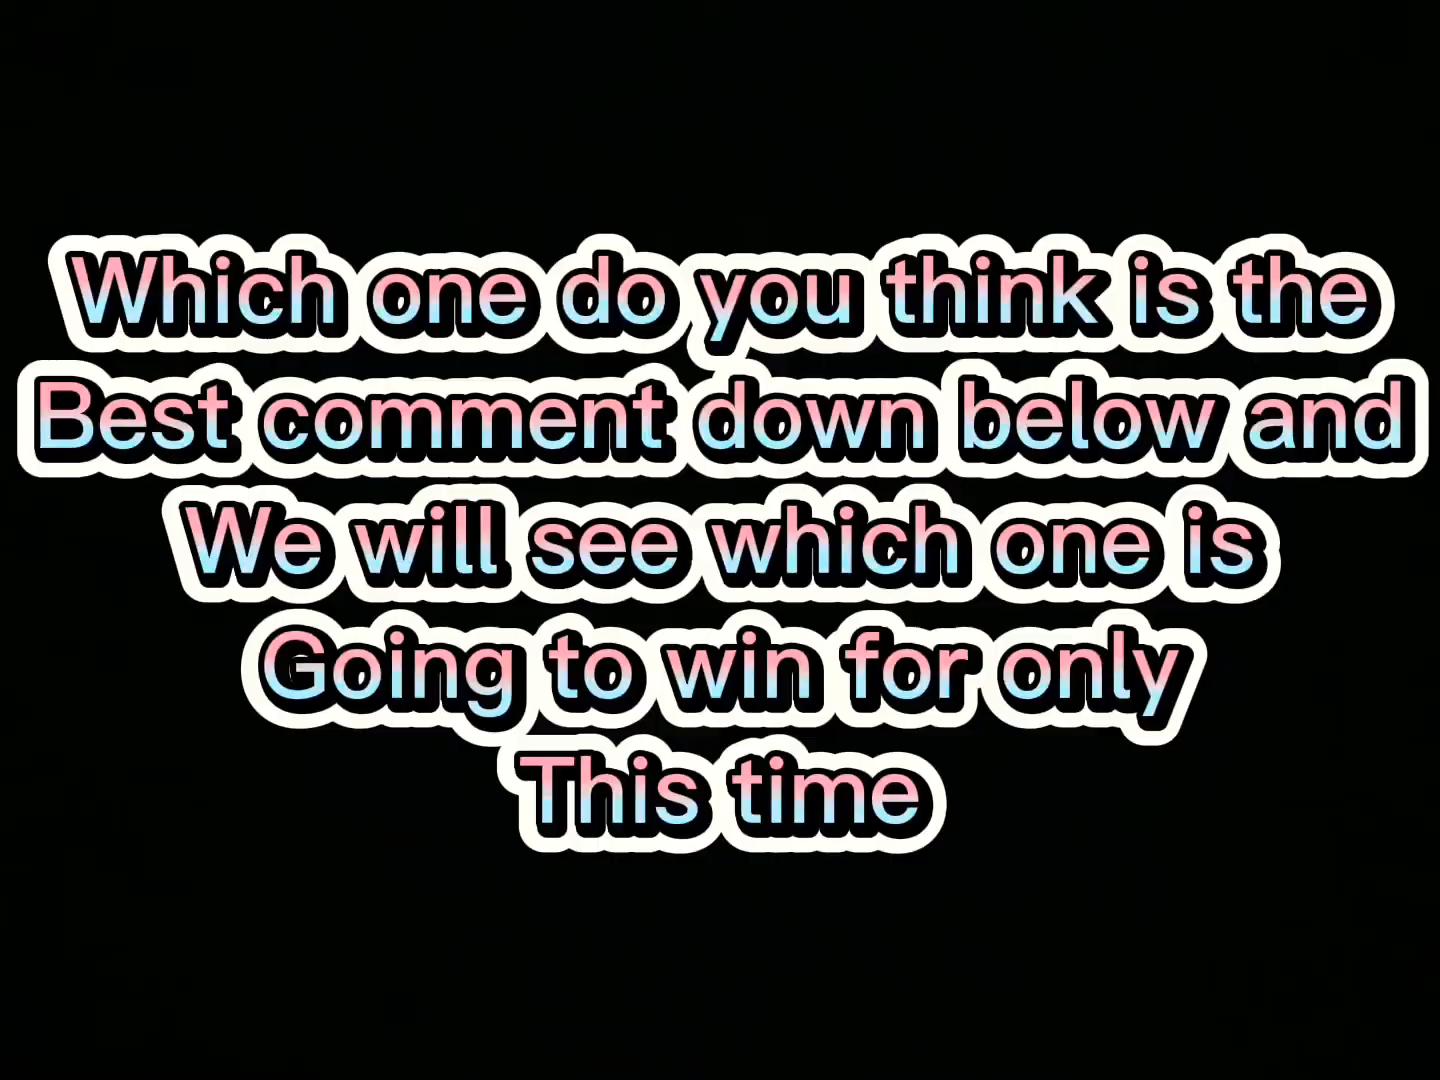 Which one do you think is the
Best comment down below and
We will see which one is
Going to win for only
This time